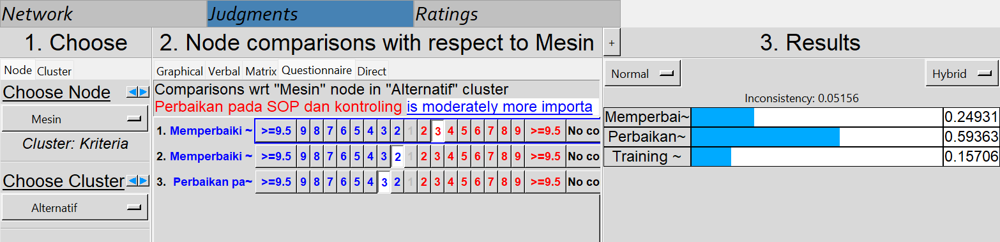 Network Judgments Ratings
1. Choose
2. Node comparisons with respect to Mesin
+
3. Results
Node Cluster
Choose Node
Mesin
Cluster: Kriteria
Choose Cluster
Alternatif
Graphical Verbal Matrix Questionnaire Direct
Comparisons wrt "Mesin" node in "Alternatif" cluster
Perbaikan pada SOP dan kontroling is moderately more importa
1. Memperbaiki ~ >=9.5 9 8 7 6 5 4 3 2 1 2 3 4 5 6 7 8 9 >=9.5 No co
2. Memperbaiki ~ >=9.5 9 8 7 6 5 4 3 2 1 2 3 4 5 6 7 8 9 >=9.5 No co
3. Perbaikan pa~ >=9.5 9 8 7 6 5 4 3 2 1 2 3 4 5 6 7 8 9 >=9.5 No co
Normal Hybrid
Inconsistency: 0.05156
Memperbai~ 0.24931
Perbaikan~ 0.59363
Training ~ 0.15706